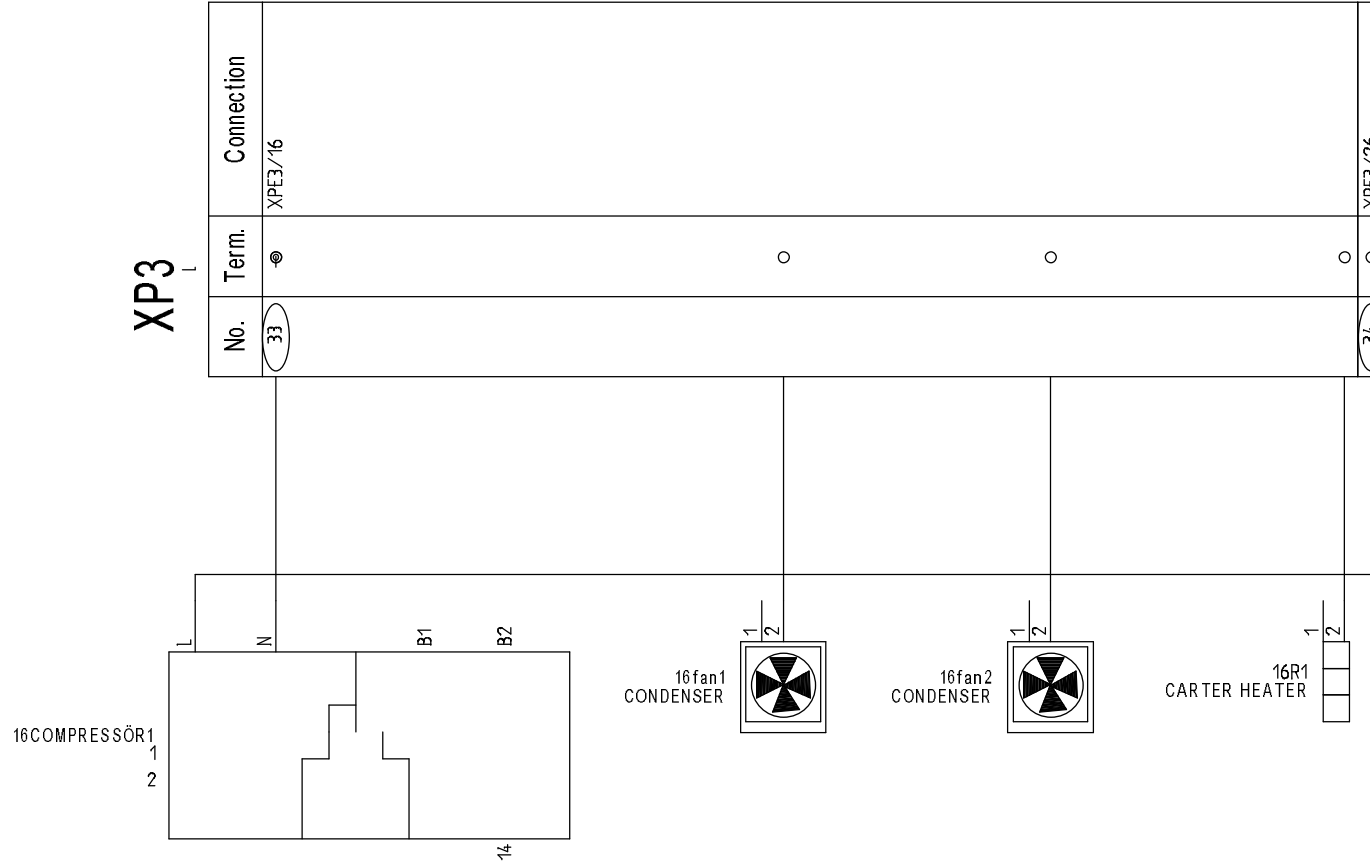 XP3
L
Connection
XPE3/16
Term.
No.
33
L
N
B1
B2
16COMPRESSÖR1
1
2
14
1
2
16fan1
CONDENSER
1
2
16fan2
CONDENSER
1
2
16R1
CARTER HEATER